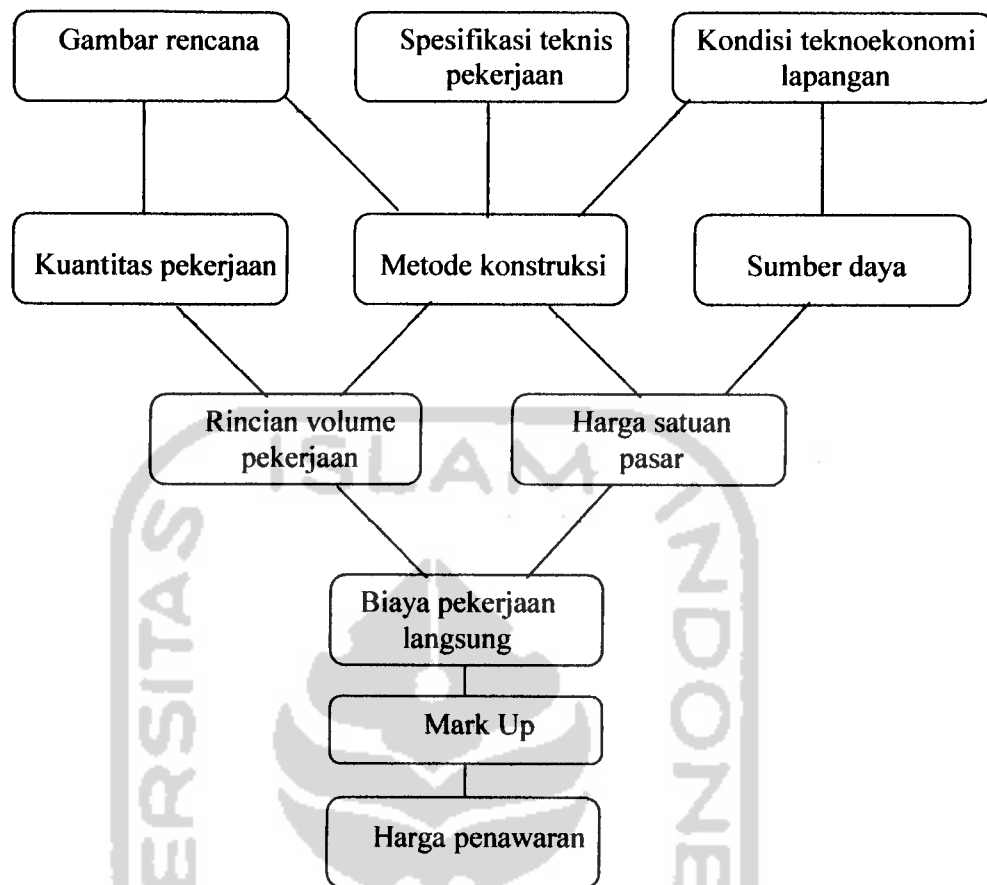 Gambar rencana
Spesifikasi teknis
pekerjaan
Kondisi teknoekonomi
lapangan
Kuantitas pekerjaan
Metode konstruksi
Sumber daya
Rincian volume
pekerjaan
Harga satuan
pasar
Biaya pekerjaan
langsung
Mark Up
Harga penawaran
ISLAM